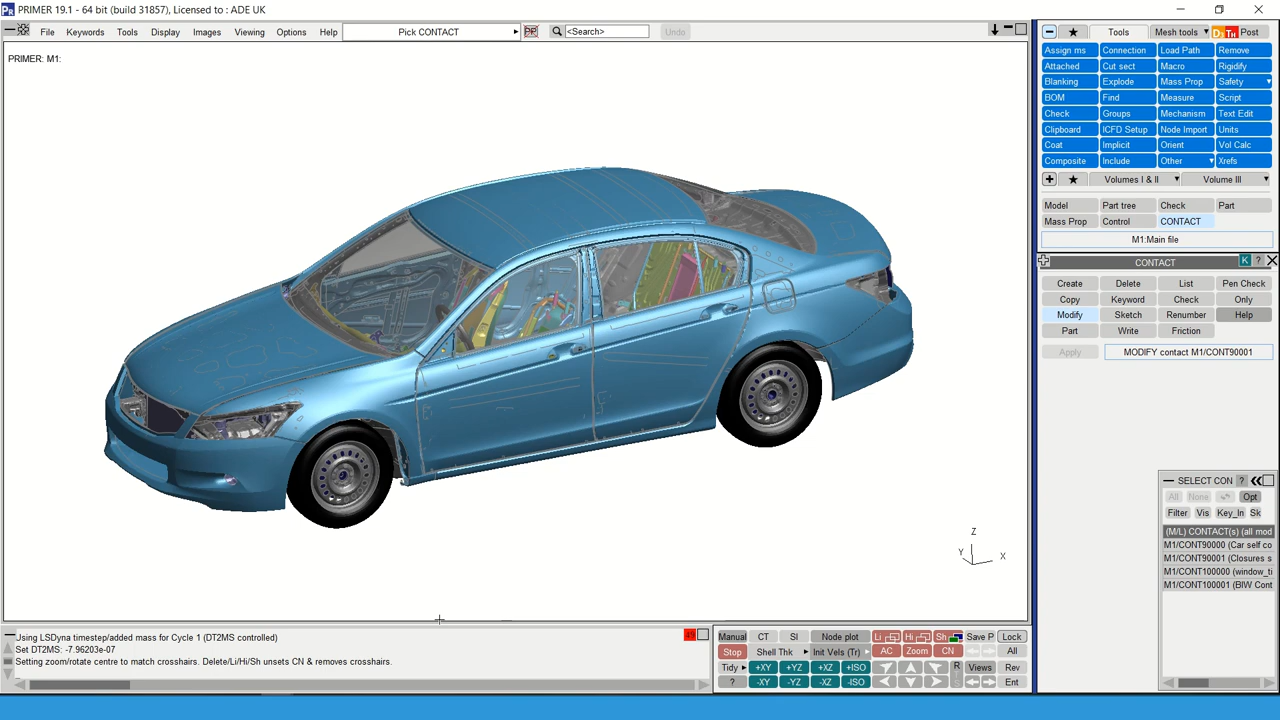 PRIMER 19.1 - 64 bit (build 31857), Licensed to : ADE UK
File Keywords Tools Display Images Viewing Options Help Pick CONTACT <Search> Undo
PRIMER: M1:
Tools Mesh tools Post
Assign ms Connection Load Path Remove
Attached Cut sect Macro Rigidify
Blanking Explode Mass Prop Safety
BOM Find Measure Script
Check Groups Mechanism Text Edit
Clipboard ICFD Setup Node Import Units
Coat Implicit Orient Vol Calc
Composite Include Other Xrefs
Volumes I & II Volume III
Model Part tree Check Part
Mass Prop Control CONTACT
M1:Main file
CONTACT K ?
Create Delete List Pen Check
Copy Keyword Check Only
Modify Sketch Renumber Help
Part Write Friction
Apply MODIFY contact M1/CONT90001
SELECT CON ?
All None Opt
Filter Vis Key_In Sk
(M/L) CONTACT(s) (all mod
M1/CONT90000 (Car self co
M1/CONT90001 (Closures s
M1/CONT100000 (window_ti
M1/CONT100001 (BIW Cont
Z
Y X
Using LSDyna timestep/added mass for Cycle 1 (DT2MS controlled)
Set DT2MS: -7.96203e-07
Setting zoom/rotate centre to match crosshairs. Delete/Li/Hi/Sh unsets CN & removes crosshairs.
Manual CT SI Node plot Li Hi Sh Save P Lock
Stop Shell Thk Init Vels (Tr) AC Zoom CN All
Tidy +XY +YZ +XZ +ISO R Views Rev
? -XY -YZ -XZ -ISO Ent